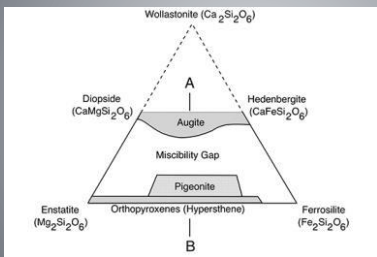 Wollastonite (Ca2Si2O6)
A
Diopside
(CaMgSi2O6)
Hedenbergite
(CaFeSi2O6)
Augite
Miscibility Gap
Pigeonite
Enstatite
(Mg2Si2O6)
Orthopyroxenes (Hypersthene)
Ferrosilite
(Fe2Si2O6)
B